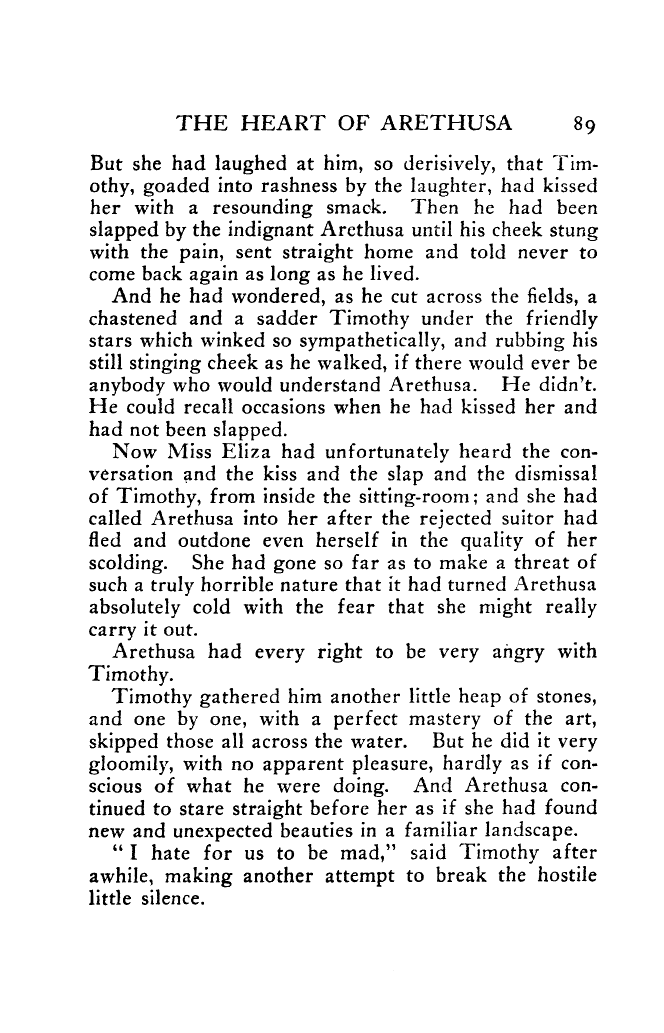 THE HEART OF ARETHUSA 89
But she had laughed at him, so derisively, that Tim-
othy, goaded into rashness by the laughter, had kissed
her with a resounding smack. Then he had been
slapped by the indignant Arethusa until his cheek stung
with the pain, sent straight home and told never to
come back again as long as he lived.
And he had wondered, as he cut across the fields, a
chastened and a sadder Timothy under the friendly
stars which winked so sympathetically, and rubbing his
still stinging cheek as he walked, if there would ever be
anybody who would understand Arethusa. He didn't.
He could recall occasions when he had kissed her and
had not been slapped.
Now Miss Eliza had unfortunately heard the con-
versation and the kiss and the slap and the dismissal
of Timothy, from inside the sitting-room; and she had
called Arethusa into her after the rejected suitor had
fled and outdone even herself in the quality of her
scolding. She had gone so far as to make a threat of
such a truly horrible nature that it had turned Arethusa
absolutely cold with the fear that she might really
carry it out.
Arethusa had every right to be very angry with
Timothy.
Timothy gathered him another little heap of stones,
and one by one, with a perfect mastery of the art,
skipped those all across the water. But he did it very
gloomily, with no apparent pleasure, hardly as if con-
scious of what he were doing. And Arethusa con-
tinued to stare straight before her as if she had found
new and unexpected beauties in a familiar landscape.
"I hate for us to be mad," said Timothy after
awhile, making another attempt to break the hostile
little silence.